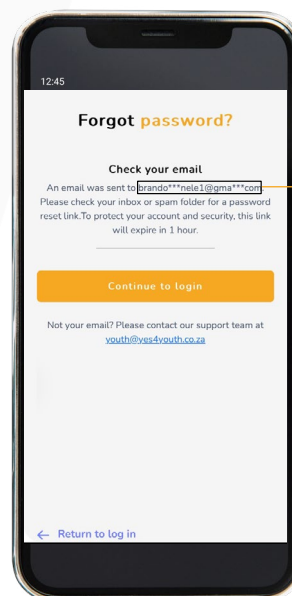 12:45
Forgot password?
Check your email
An email was sent to brando***nele1@gma***com.
Please check your inbox or spam folder for a password
reset link.To protect your account and security, this link
will expire in 1 hour.
Continue to login
Not your email? Please contact our support team at
youth@yes4youth.co.za
← Return to log in